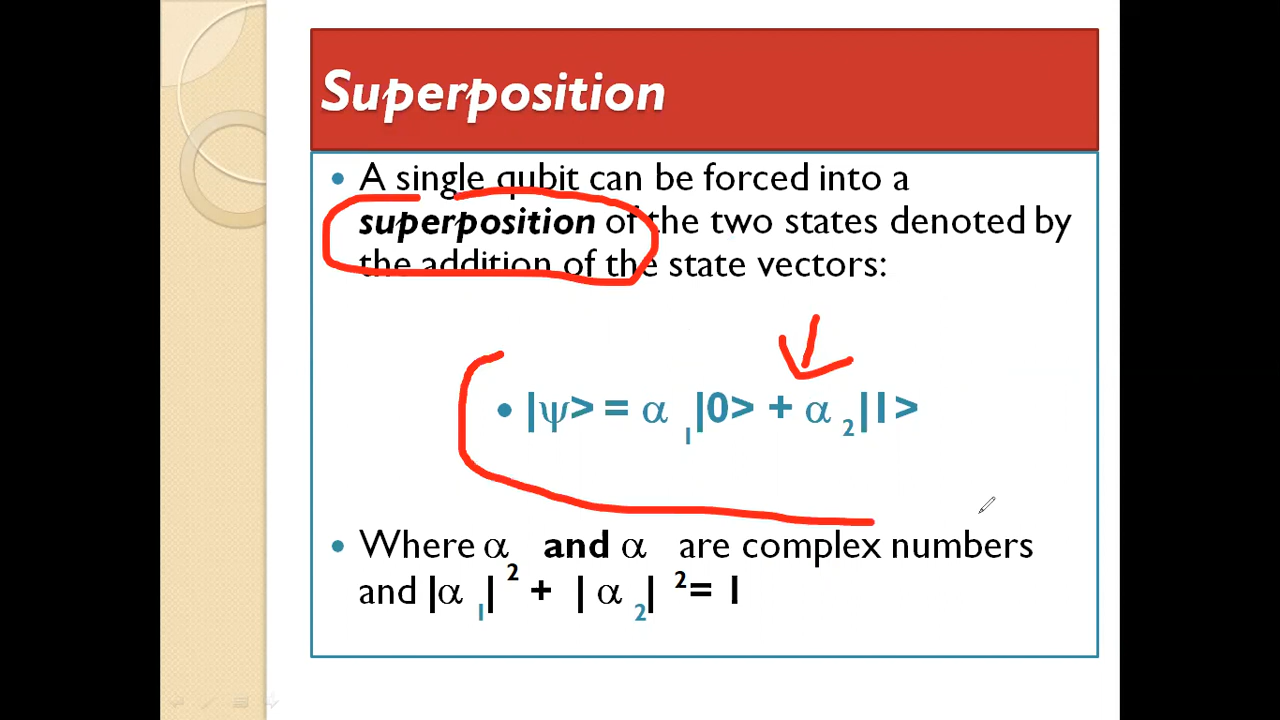 Superposition
• A single qubit can be forced into a
superposition of the two states denoted by
the addition of the state vectors:
• |ψ> = α ₁|0> + α ₂|1>
• Where α and α are complex numbers
and |α ₁| ² + | α ₂| ² = 1